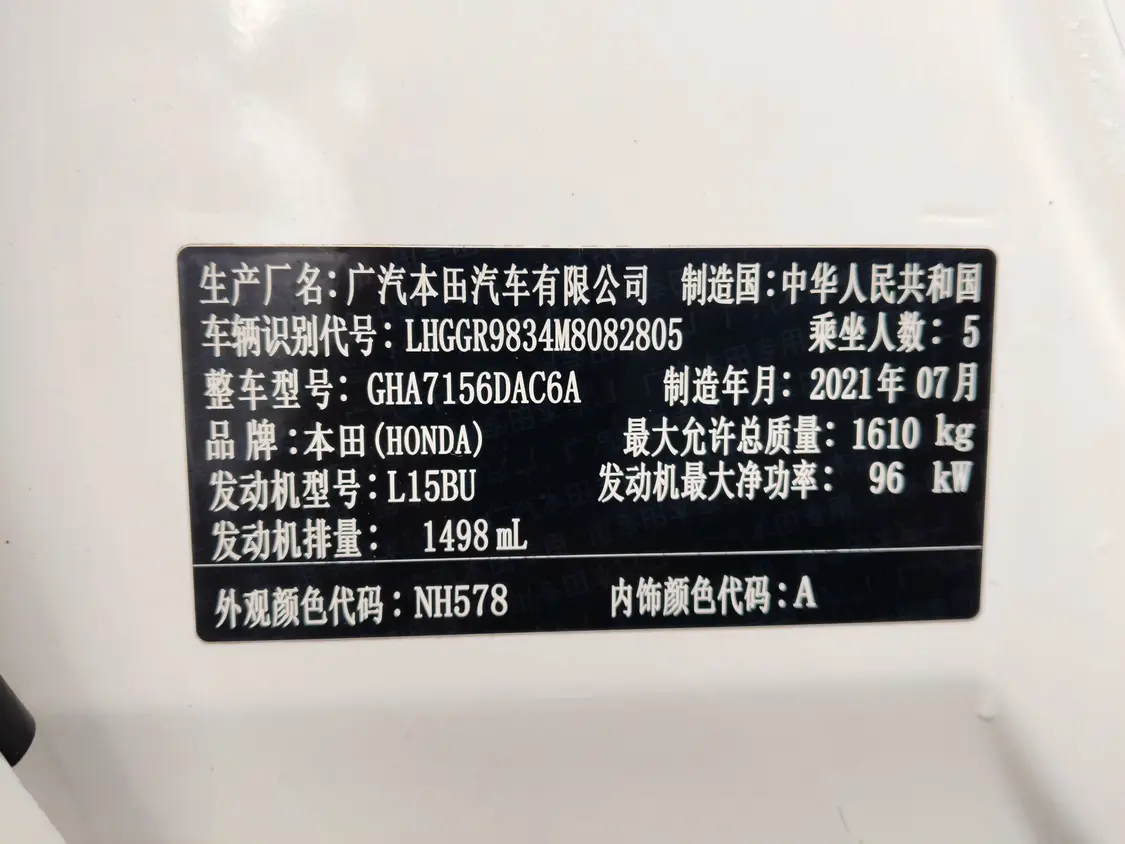 生产厂名:广汽本田汽车有限公司 制造国:中华人民共和国
车辆识别代号:LHGGR9834M8082805 乘坐人数:5
整车型号:GHA7156DAC6A 制造年月:2021年07月
品牌:本田(HONDA) 最大允许总质量:1610 kg
发动机型号:L15BU 发动机最大净功率:96 kW
发动机排量:1498 mL
外观颜色代码:NH578 内饰颜色代码:A